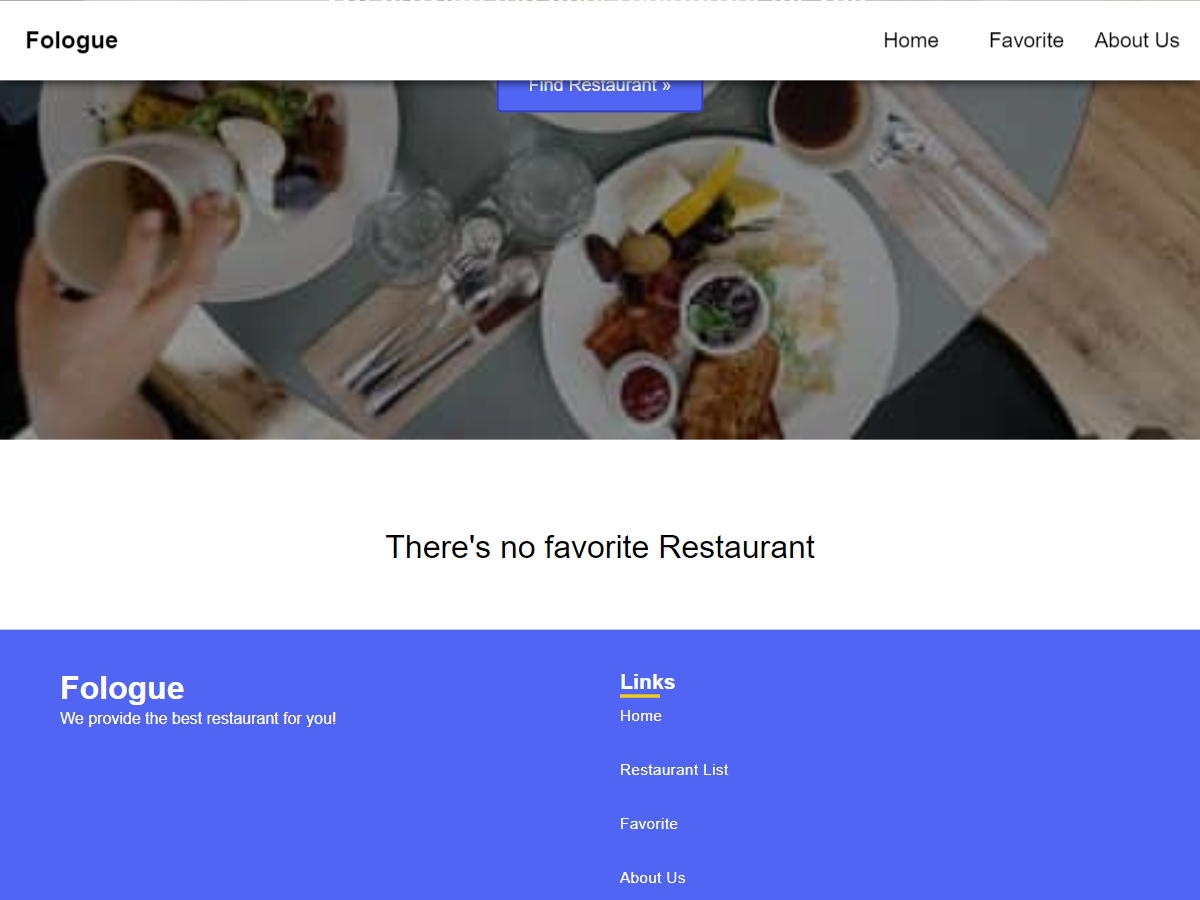 Fologue
Home
Favorite
About Us
Find Restaurant »
There's no favorite Restaurant
Fologue
We provide the best restaurant for you!
Links
Home
Restaurant List
Favorite
About Us